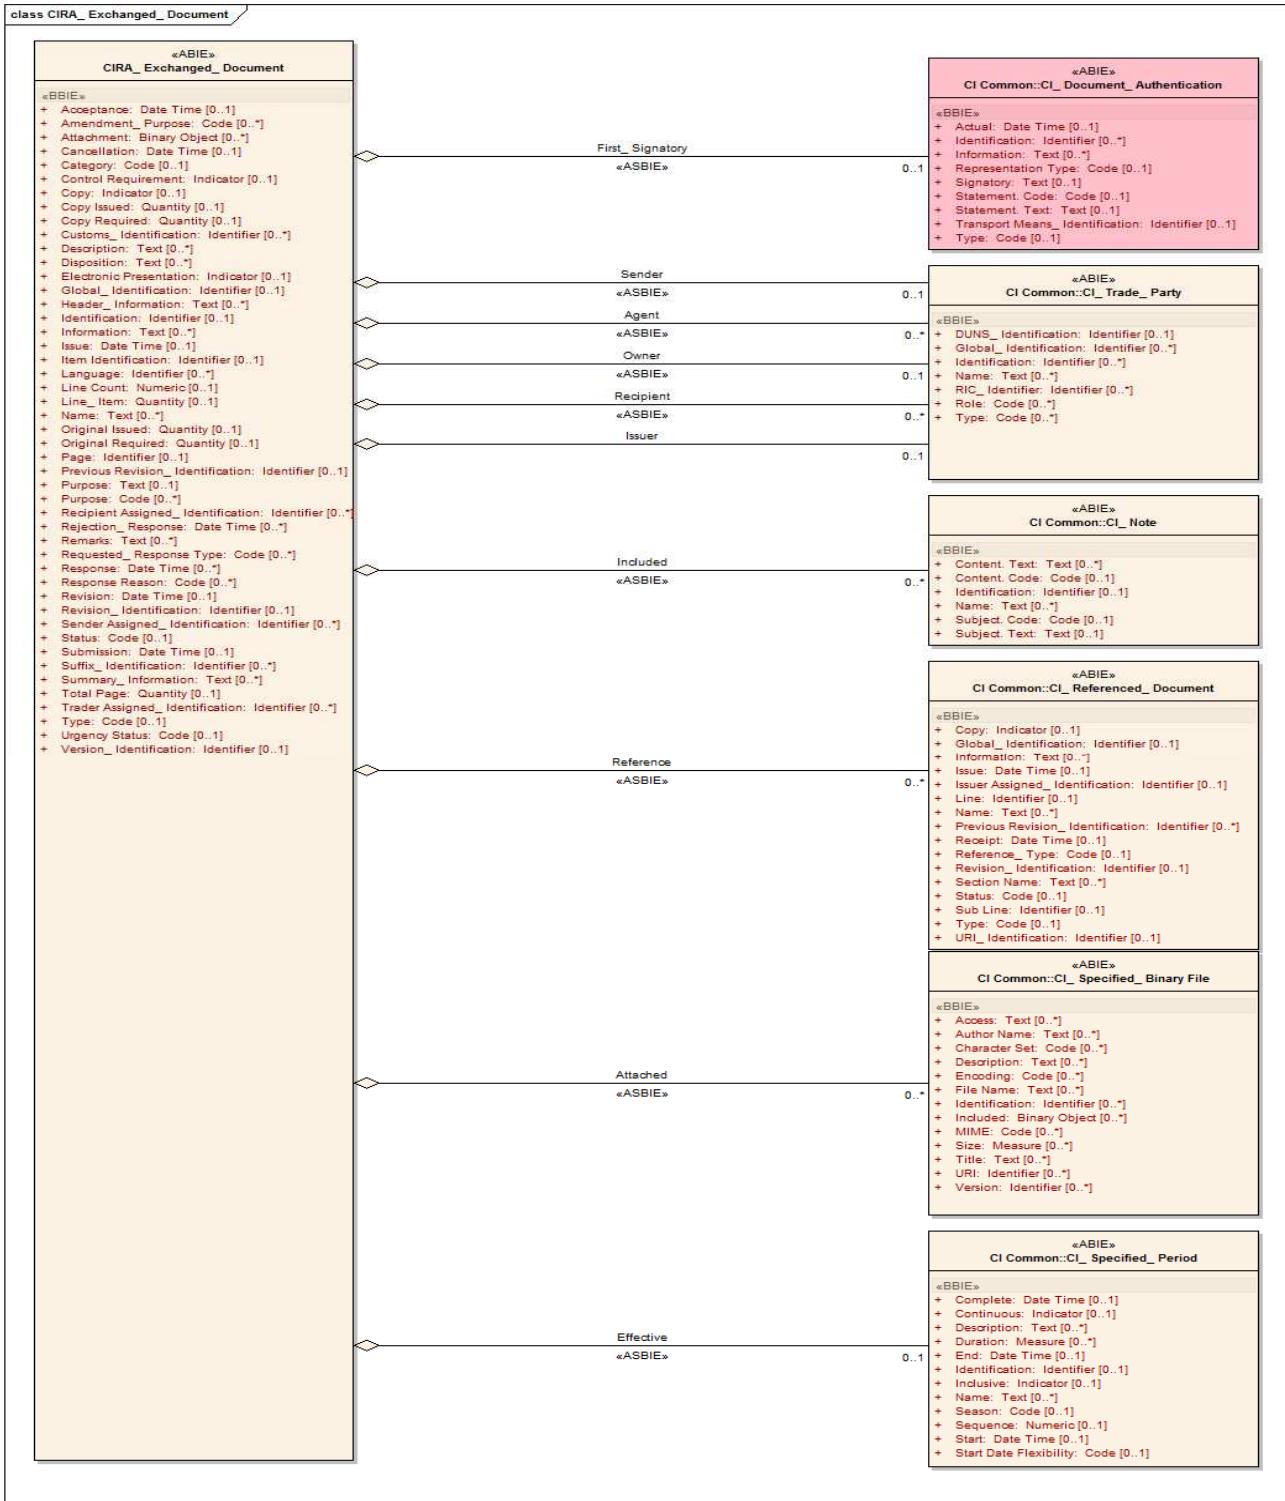 class CIRA_ Exchanged_ Document
«ABIE»
CIRA_ Exchanged_ Document
«BBIE»
+ Acceptance: Date Time [0..1]
+ Amendment_ Purpose: Code [0..*]
+ Attachment: Binary Object [0..*]
+ Cancellation: Date Time [0..1]
+ Category: Code [0..1]
+ Control Requirement: Indicator [0..1]
+ Copy: Indicator [0..1]
+ Copy Issued: Quantity [0..1]
+ Copy Required: Quantity [0..1]
+ Customs_ Identification: Identifier [0..*]
+ Description: Text [0..*]
+ Disposition: Text [0..*]
+ Electronic Presentation: Indicator [0..1]
+ Global_ Identification: Identifier [0..1]
+ Header_ Information: Text [0..*]
+ Identification: Identifier [0..1]
+ Information: Text [0..*]
+ Issue: Date Time [0..1]
+ Item Identification: Identifier [0..1]
+ Language: Identifier [0..*]
+ Line Count: Numeric [0..1]
+ Line_ Item: Quantity [0..1]
+ Name: Text [0..*]
+ Original Issued: Quantity [0..1]
+ Original Required: Quantity [0..1]
+ Page: Identifier [0..1]
+ Previous Revision_ Identification: Identifier [0..1]
+ Purpose: Text [0..1]
+ Purpose: Code [0..*]
+ Recipient Assigned_ Identification: Identifier [0..*]
+ Rejection_ Response: Date Time [0..*]
+ Remarks: Text [0..*]
+ Requested_ Response Type: Code [0..*]
+ Response: Date Time [0..*]
+ Response Reason: Code [0..*]
+ Revision: Date Time [0..1]
+ Revision_ Identification: Identifier [0..1]
+ Sender Assigned_ Identification: Identifier [0..*]
+ Status: Code [0..1]
+ Submission: Date Time [0..1]
+ Suffix_ Identification: Identifier [0..*]
+ Summary_ Information: Text [0..*]
+ Total Page: Quantity [0..1]
+ Trader Assigned_ Identification: Identifier [0..*]
+ Type: Code [0..1]
+ Urgency Status: Code [0..1]
+ Version_ Identification: Identifier [0..1]
First_ Signatory
«ASBIE»
0..1
Sender
«ASBIE»
0..1
Agent
«ASBIE»
0..*
Owner
«ASBIE»
0..1
Recipient
«ASBIE»
0..*
Issuer
0..1
Included
«ASBIE»
0..*
Reference
«ASBIE»
0..*
Attached
«ASBIE»
0..*
Effective
«ASBIE»
0..1
«ABIE»
CI Common::CI_ Document_ Authentication
«BBIE»
+ Actual: Date Time [0..1]
+ Identification: Identifier [0..*]
+ Information: Text [0..*]
+ Representation Type: Code [0..1]
+ Signatory: Text [0..1]
+ Statement. Code: Code [0..1]
+ Statement. Text: Text [0..1]
+ Transport Means_ Identification: Identifier [0..1]
+ Type: Code [0..1]
«ABIE»
CI Common::CI_ Trade_ Party
«BBIE»
+ DUNS_ Identification: Identifier [0..1]
+ Global_ Identification: Identifier [0..*]
+ Identification: Identifier [0..*]
+ Name: Text [0..*]
+ RIC_ Identifier: Identifier [0..*]
+ Role: Code [0..*]
+ Type: Code [0..*]
«ABIE»
CI Common::CI_ Note
«BBIE»
+ Content. Text: Text [0..*]
+ Content. Code: Code [0..1]
+ Identification: Identifier [0..1]
+ Name: Text [0..*]
+ Subject. Code: Code [0..1]
+ Subject. Text: Text [0..1]
«ABIE»
CI Common::CI_ Referenced_ Document
«BBIE»
+ Copy: Indicator [0..1]
+ Global_ Identification: Identifier [0..1]
+ Information: Text [0..*]
+ Issue: Date Time [0..1]
+ Issuer Assigned_ Identification: Identifier [0..1]
+ Line: Identifier [0..1]
+ Name: Text [0..*]
+ Previous Revision_ Identification: Identifier [0..*]
+ Receipt: Date Time [0..1]
+ Reference_ Type: Code [0..1]
+ Revision_ Identification: Identifier [0..1]
+ Section Name: Text [0..*]
+ Status: Code [0..1]
+ Sub Line: Identifier [0..1]
+ Type: Code [0..1]
+ URI_ Identification: Identifier [0..1]
«ABIE»
CI Common::CI_ Specified_ Binary File
«BBIE»
+ Access: Text [0..*]
+ Author Name: Text [0..*]
+ Character Set: Code [0..*]
+ Description: Text [0..*]
+ Encoding: Code [0..*]
+ File Name: Text [0..*]
+ Identification: Identifier [0..*]
+ Included: Binary Object [0..*]
+ MIME: Code [0..*]
+ Size: Measure [0..*]
+ Title: Text [0..*]
+ URI: Identifier [0..*]
+ Version: Identifier [0..*]
«ABIE»
CI Common::CI_ Specified_ Period
«BBIE»
+ Complete: Date Time [0..1]
+ Continuous: Indicator [0..1]
+ Description: Text [0..*]
+ Duration: Measure [0..*]
+ End: Date Time [0..1]
+ Identification: Identifier [0..1]
+ Inclusive: Indicator [0..1]
+ Name: Text [0..*]
+ Season: Code [0..1]
+ Sequence: Numeric [0..1]
+ Start: Date Time [0..1]
+ Start Date Flexibility: Code [0..1]